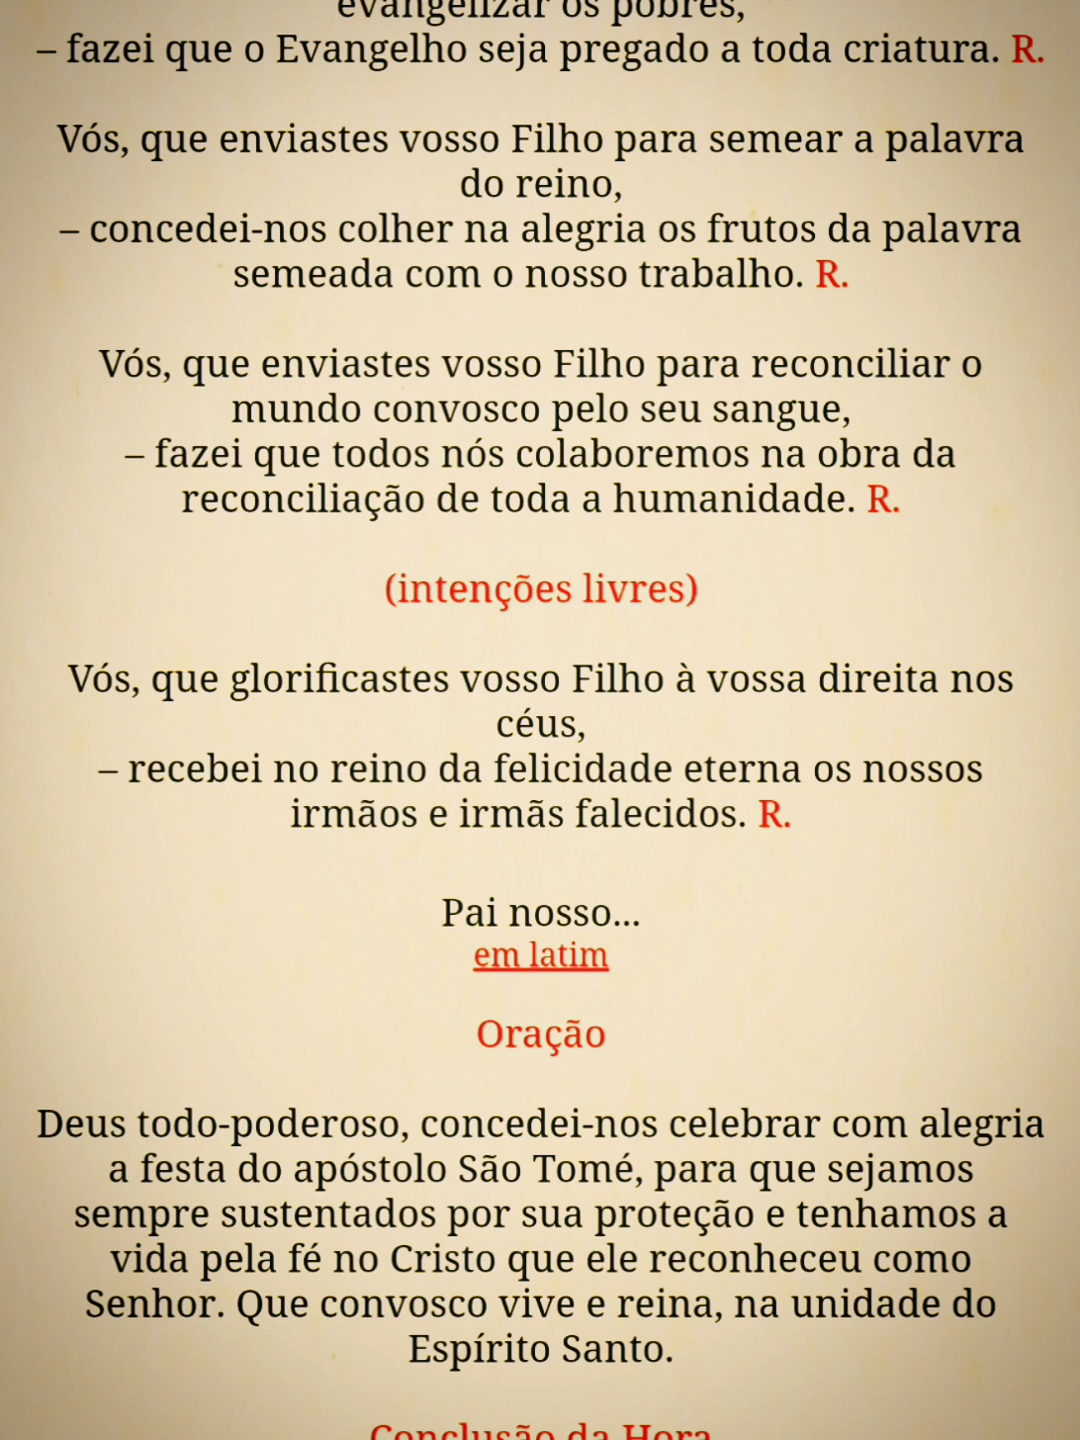 evangelizar os pobres,
– fazei que o Evangelho seja pregado a toda criatura. R.
Vós, que enviastes vosso Filho para semear a palavra
do reino,
– concedei-nos colher na alegria os frutos da palavra
semeada com o nosso trabalho. R.
Vós, que enviastes vosso Filho para reconciliar o
mundo convosco pelo seu sangue,
– fazei que todos nós colaboremos na obra da
reconciliação de toda a humanidade. R.
(intenções livres)
Vós, que glorificastes vosso Filho à vossa direita nos
céus,
– recebei no reino da felicidade eterna os nossos
irmãos e irmãs falecidos. R.
Pai nosso...
em latim
Oração
Deus todo-poderoso, concedei-nos celebrar com alegria
a festa do apóstolo São Tomé, para que sejamos
sempre sustentados por sua proteção e tenhamos a
vida pela fé no Cristo que ele reconheceu como
Senhor. Que convosco vive e reina, na unidade do
Espírito Santo.
Conclusão da Hora